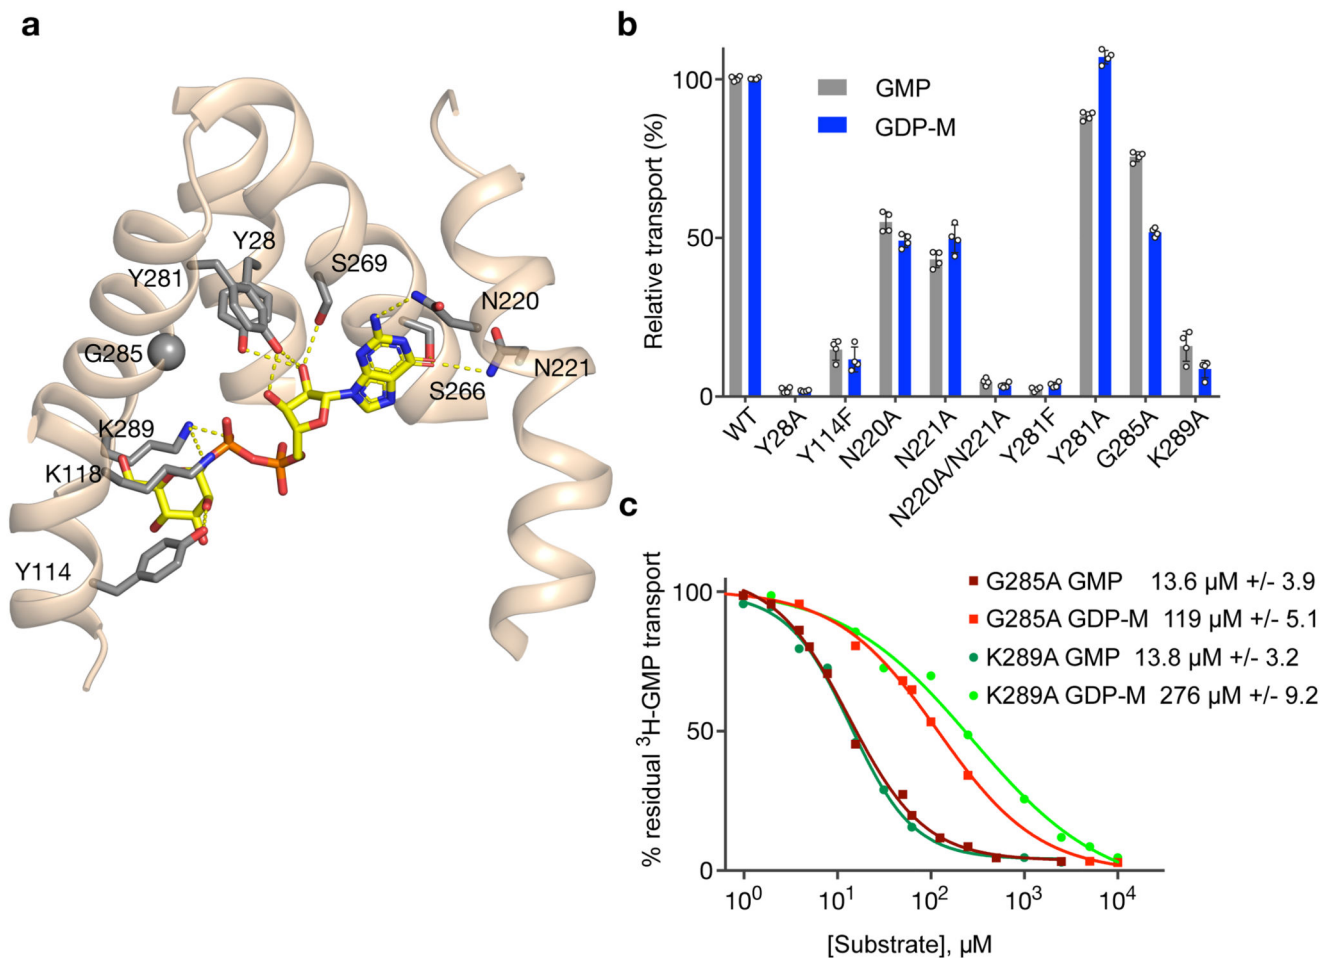 a
Y28
S269
Y281
N220
G285
N221
S266
K289
K118
Y114
b
Relative transport (%)
100
50
0
GMP
GDP-M
WT
Y28A
Y114F
N220A
N221A
N220A/N221A
Y281F
Y281A
G285A
K289A
c
% residual ³H-GMP transport
100
50
0
G285A GMP 13.6 µM +/- 3.9
G285A GDP-M 119 µM +/- 5.1
K289A GMP 13.8 µM +/- 3.2
K289A GDP-M 276 µM +/- 9.2
10⁰ 10¹ 10² 10³ 10⁴
[Substrate], µM